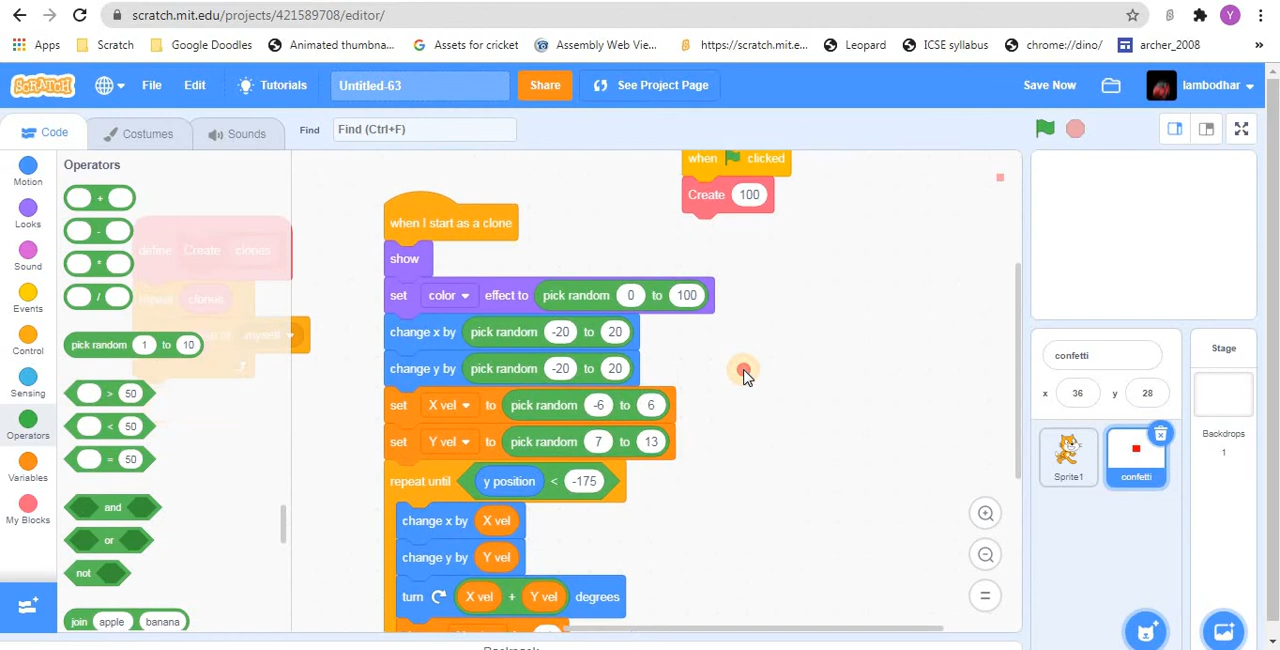 scratch.mit.edu/projects/421589708/editor/
Y
Apps Scratch Google Doodles Animated thumbna... Assets for cricket Assembly Web Vie... https://scratch.mit.e... Leopard ICSE syllabus chrome://dino/ archer_2008 »
SCRATCH File Edit Tutorials Untitled-63 Share See Project Page Save Now lambodhar
Code Costumes Sounds Find Find (Ctrl+F)
Motion
Looks
Sound
Events
Control
Sensing
Operators
Variables
My Blocks
Operators
+
-
*
/
pick random 1 to 10
> 50
< 50
= 50
and
or
not
join apple banana
define Create clones
repeat clones
myself
when clicked
Create 100
when I start as a clone
show
set color effect to pick random 0 to 100
change x by pick random -20 to 20
change y by pick random -20 to 20
set X vel to pick random -6 to 6
set Y vel to pick random 7 to 13
repeat until y position < -175
change x by X vel
change y by Y vel
turn X vel + Y vel degrees
confetti
x 36 y 28
Sprite1
confetti
Stage
Backdrops
1